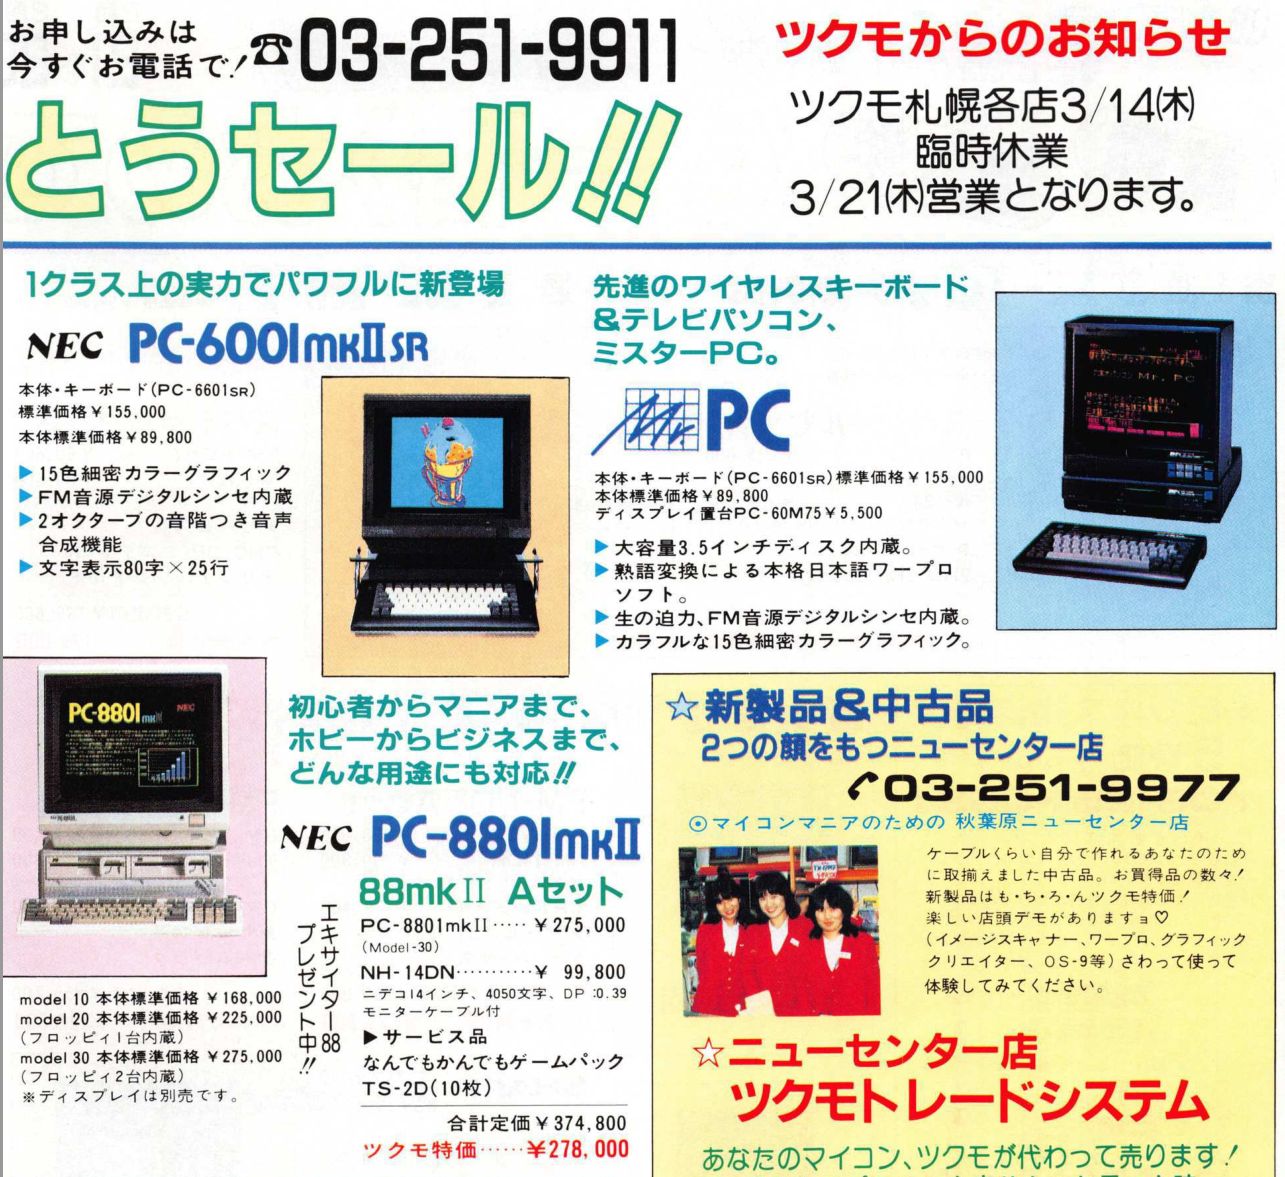 お申し込みは
今すぐお電話で!☎03-251-9911
とうセール!!
ツクモからのお知らせ
ツクモ札幌各店3/14(木)
臨時休業
3/21(木)営業となります。
1クラス上の実力でパワフルに新登場
NEC PC-6001mkⅡSR
本体・キーボード(PC-6601SR)
標準価格￥155,000
本体標準価格￥89,800
▶15色細密カラーグラフィック
▶FM音源デジタルシンセ内蔵
▶2オクターブの音階つき音声
合成機能
▶文字表示80字×25行
先進のワイヤレスキーボード
&テレビパソコン、
ミスターPC。
Mr. PC
本体・キーボード(PC-6601SR)標準価格￥155,000
本体標準価格￥89,800
ディスプレイ置台PC-60M75￥5,500
▶大容量3.5インチディスク内蔵。
▶熟語変換による本格日本語ワープロ
ソフト。
▶生の迫力、FM音源デジタルシンセ内蔵。
▶カラフルな15色細密カラーグラフィック。
Mr. PC
PC-8801mkⅡ NEC
初心者からマニアまで、
ホビーからビジネスまで、
どんな用途にも対応!!
NEC PC-8801mkⅡ
model 10 本体標準価格 ￥168,000
model 20 本体標準価格 ￥225,000
(フロッピィ1台内蔵)
model 30 本体標準価格 ￥275,000
(フロッピィ2台内蔵)
※ディスプレイは別売です。
エキサイター88
プレゼント中!!
88mkⅡ Aセット
PC-8801mkⅡ‥‥‥￥275,000
(Model-30)
NH-14DN‥‥‥‥‥￥ 99,800
ニデコ14インチ、4050文字、DP:0.39
モニターケーブル付
▶サービス品
なんでもかんでもゲームパック
TS-2D(10枚)
合計定価￥374,800
ツクモ特価‥‥‥￥278,000
☆新製品&中古品
2つの顔をもつニューセンター店
03-251-9977
⊙マイコンマニアのための 秋葉原ニューセンター店
ケーブルくらい自分で作れるあなたのため
に取揃えました中古品。お買得品の数々!
新製品はも・ち・ろ・んツクモ特価!
楽しい店頭デモがありますョ♡
(イメージスキャナー、ワープロ、グラフィック
クリエイター、OS-9等)さわって使って
体験してみてください。
☆ニューセンター店
ツクモトレードシステム
あなたのマイコン、ツクモが代わって売ります!